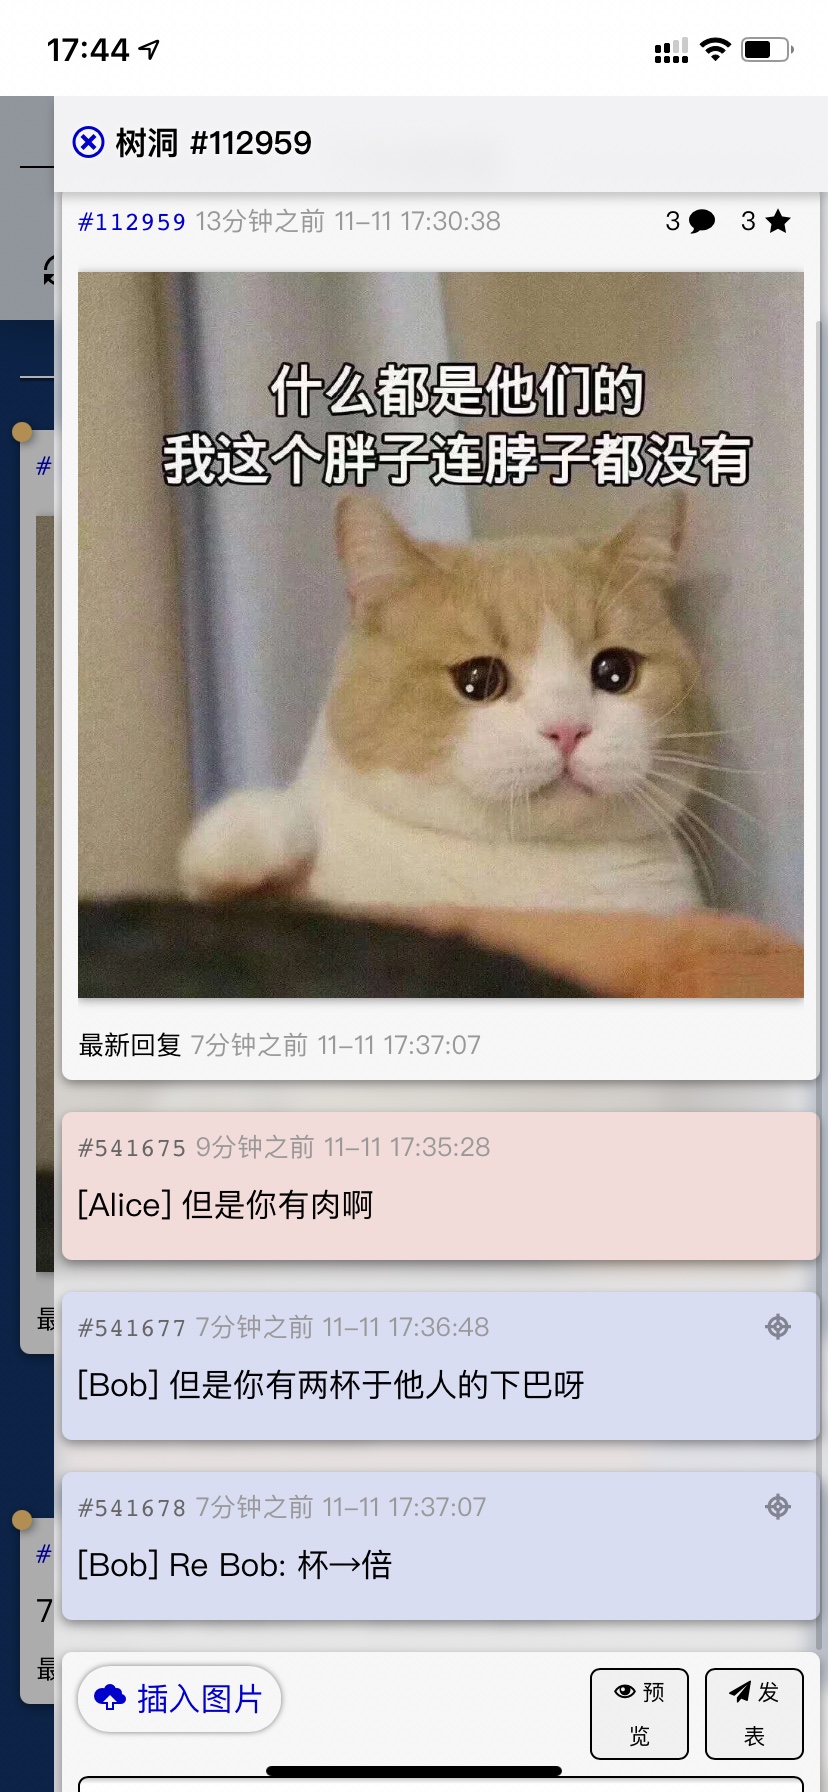 17:44
树洞 #112959
#112959 13分钟之前 11-11 17:30:38 3 3
#
什么都是他们的
我这个胖子连脖子都没有
最新回复 7分钟之前 11-11 17:37:07
#541675 9分钟之前 11-11 17:35:28
[Alice] 但是你有肉啊
最
#541677 7分钟之前 11-11 17:36:48
[Bob] 但是你有两杯于他人的下巴呀
#541678 7分钟之前 11-11 17:37:07
#
[Bob] Re Bob: 杯→倍
7
最
插入图片
预
览
发
表